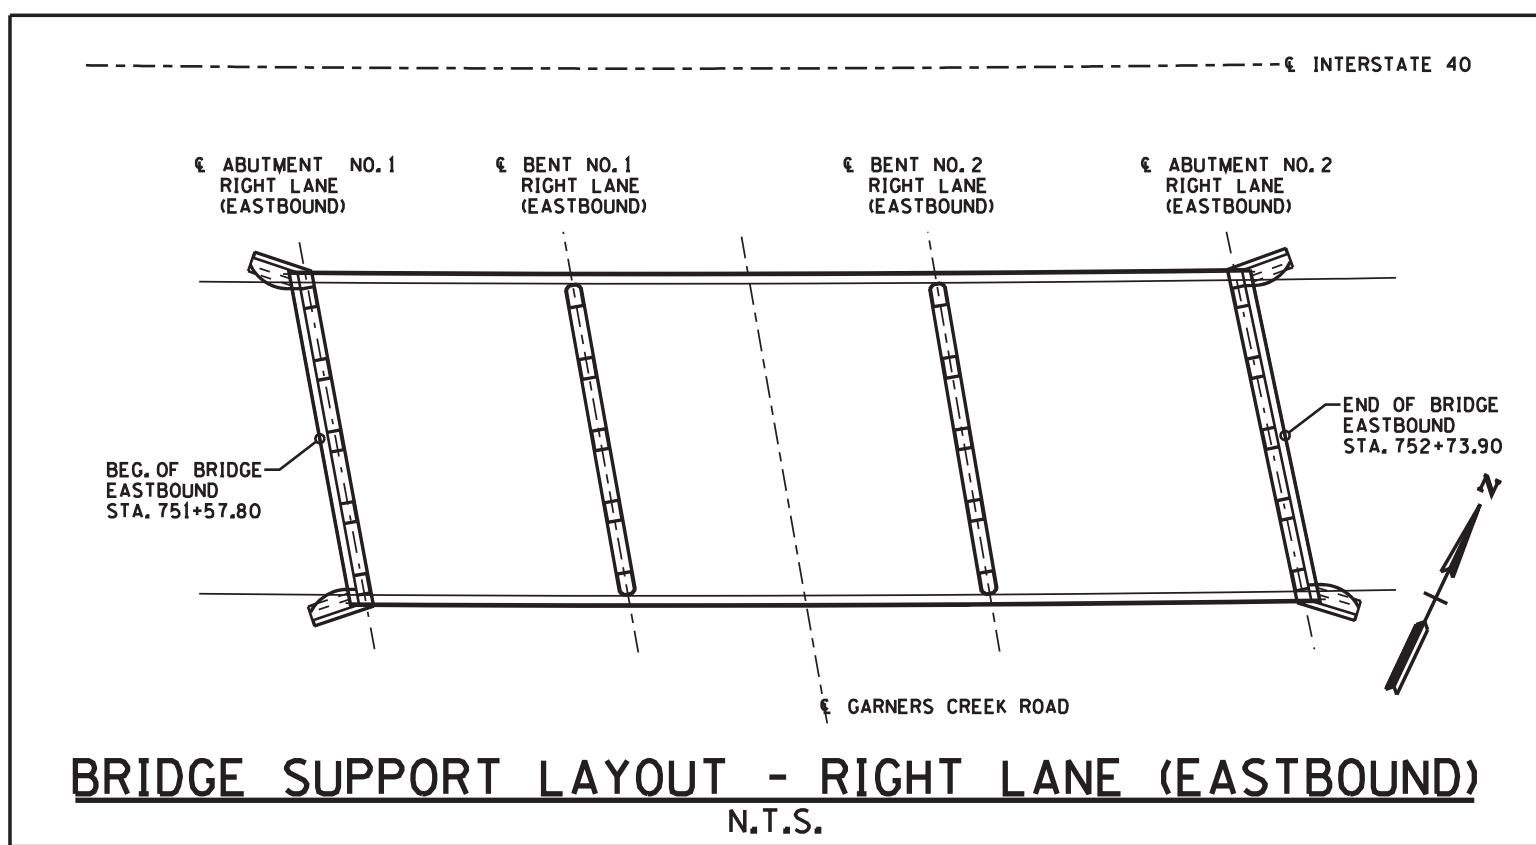 ℄ INTERSTATE 40
℄ ABUTMENT NO. 1
RIGHT LANE
(EASTBOUND)
℄ BENT NO. 1
RIGHT LANE
(EASTBOUND)
℄ BENT NO. 2
RIGHT LANE
(EASTBOUND)
℄ ABUTMENT NO. 2
RIGHT LANE
(EASTBOUND)
END OF BRIDGE
EASTBOUND
STA. 752+73.90
BEG. OF BRIDGE
EASTBOUND
STA. 751+57.80
N
℄ GARNERS CREEK ROAD
BRIDGE SUPPORT LAYOUT - RIGHT LANE (EASTBOUND)
N.T.S.